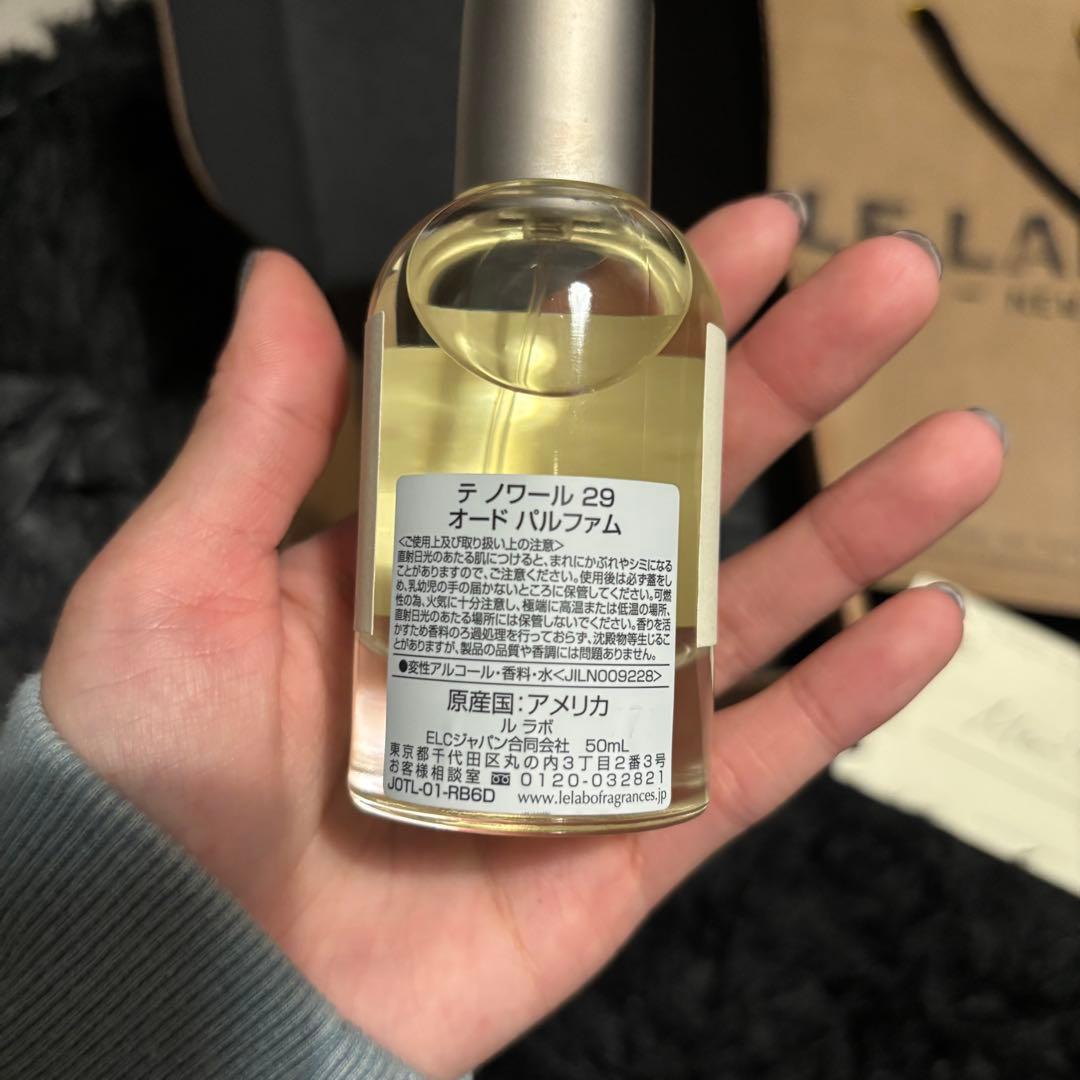 LE LA
NEW
テ ノワール 29
オード パルファム
<ご使用上及び取り扱い上の注意>
直射日光のあたる肌につけると、まれにかぶれやシミになる
ことがありますので、ご注意ください。使用後は必ず蓋をし
め、乳幼児の手の届かないところに保管してください。可燃
性の為、火気に十分注意し、極端に高温または低温の場所、
直射日光のあたる場所には保管しないでください。香りを活
かすため香料のろ過処理を行っておらず、沈殿物等生じるこ
とがありますが、製品の品質や香調には問題ありません。
●変性アルコール・香料・水<JILN009228>
原産国：アメリカ
ル ラボ
ELCジャパン合同会社 50mL
東京都千代田区丸の内3丁目2番3号
お客様相談室 0120-032821
JOTL-01-RB6D www.lelabofragrances.jp